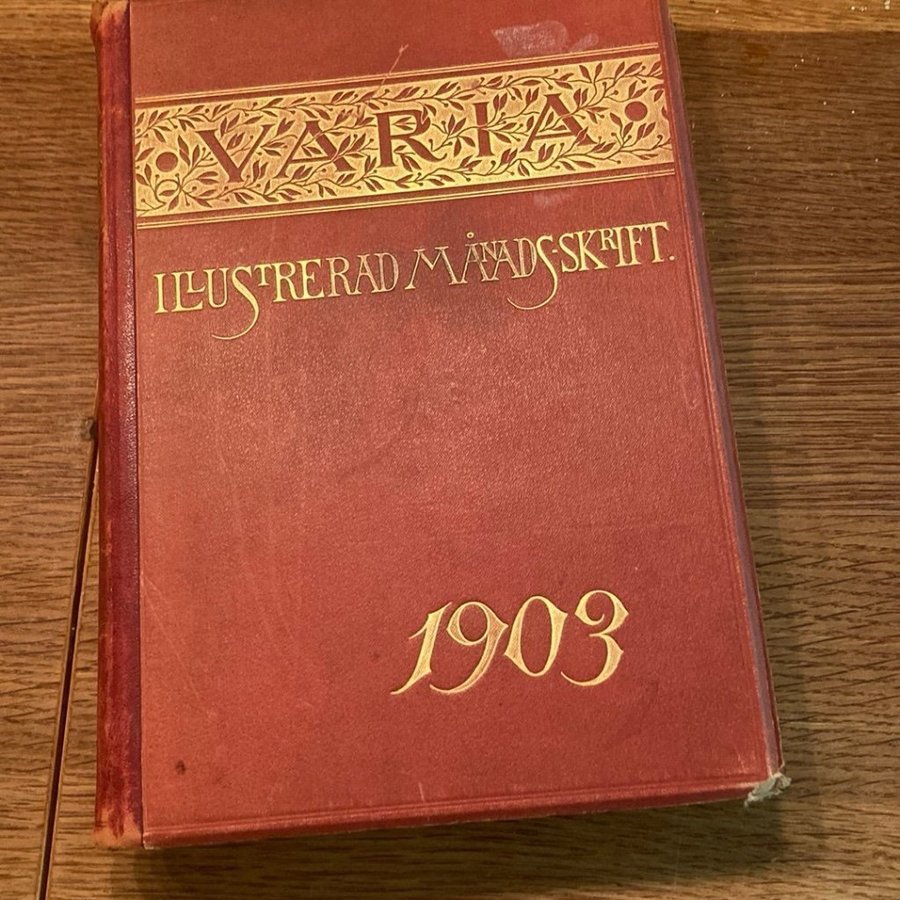 VARIA
ILLUSTRERAD MÅNADS-SKRIFT.
1903